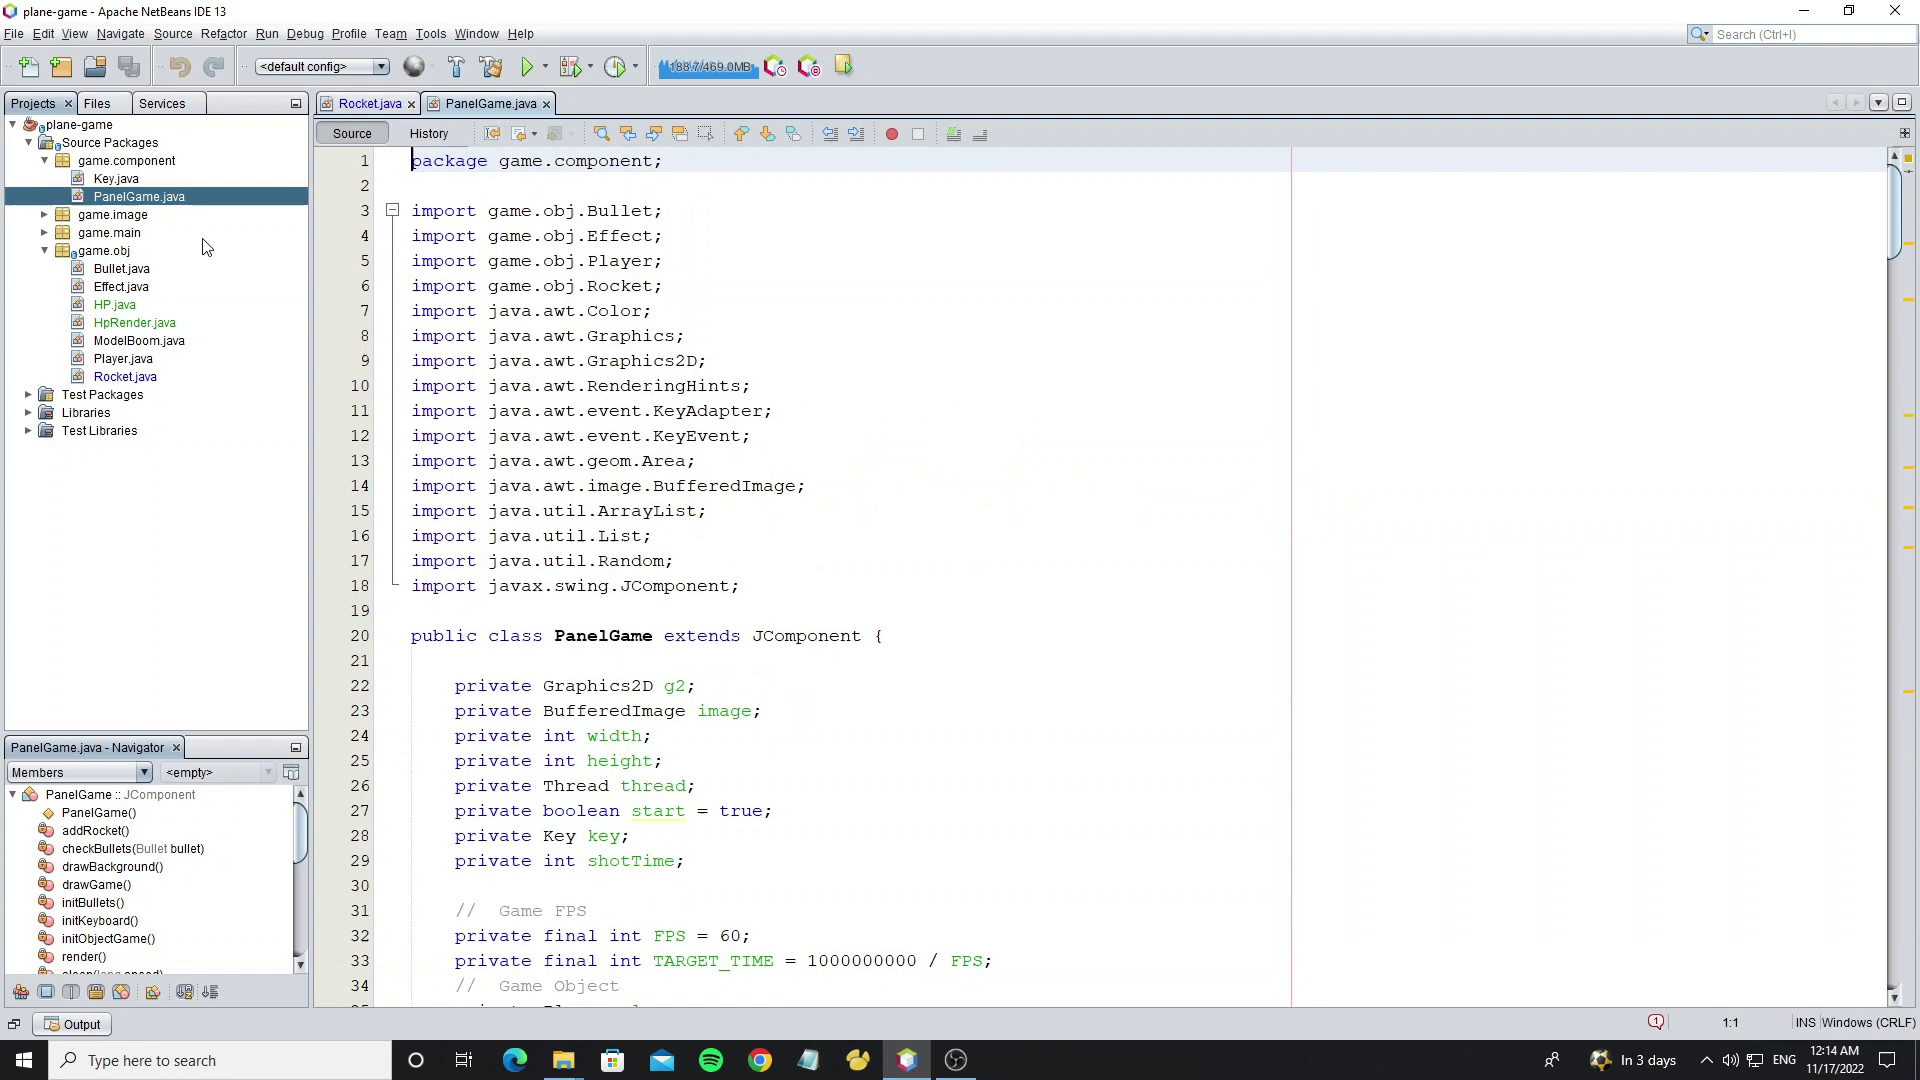 plane-game - Apache NetBeans IDE 13
File Edit View Navigate Source Refactor Run Debug Profile Team Tools Window Help
Search (Ctrl+I)
<default config>
188.7/469.0MB
Projects Files Services
Rocket.java PanelGame.java
Source History
plane-game
Source Packages
game.component
Key.java
PanelGame.java
game.image
game.main
game.obj
Bullet.java
Effect.java
HP.java
HpRender.java
ModelBoom.java
Player.java
Rocket.java
Test Packages
Libraries
Test Libraries
1 package game.component;
2
3 import game.obj.Bullet;
4 import game.obj.Effect;
5 import game.obj.Player;
6 import game.obj.Rocket;
7 import java.awt.Color;
8 import java.awt.Graphics;
9 import java.awt.Graphics2D;
10 import java.awt.RenderingHints;
11 import java.awt.event.KeyAdapter;
12 import java.awt.event.KeyEvent;
13 import java.awt.geom.Area;
14 import java.awt.image.BufferedImage;
15 import java.util.ArrayList;
16 import java.util.List;
17 import java.util.Random;
18 import javax.swing.JComponent;
19
20 public class PanelGame extends JComponent {
21
22 private Graphics2D g2;
23 private BufferedImage image;
24 private int width;
25 private int height;
26 private Thread thread;
27 private boolean start = true;
28 private Key key;
29 private int shotTime;
30
31 // Game FPS
32 private final int FPS = 60;
33 private final int TARGET_TIME = 1000000000 / FPS;
34 // Game Object
PanelGame.java - Navigator
Members <empty>
PanelGame :: JComponent
PanelGame()
addRocket()
checkBullets(Bullet bullet)
drawBackground()
drawGame()
initBullets()
initKeyboard()
initObjectGame()
render()
Output
1 1:1 INS Windows (CRLF)
Type here to search
In 3 days
ENG
12:14 AM
11/17/2022